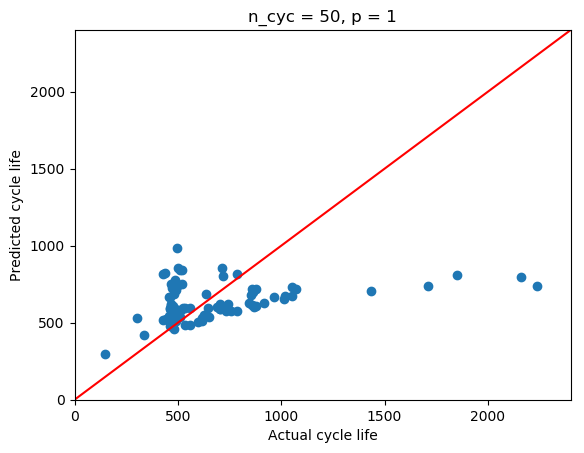 n_cyc = 50, p = 1
Predicted cycle life
2000
1500
1000
500
0
0 500 1000 1500 2000
Actual cycle life